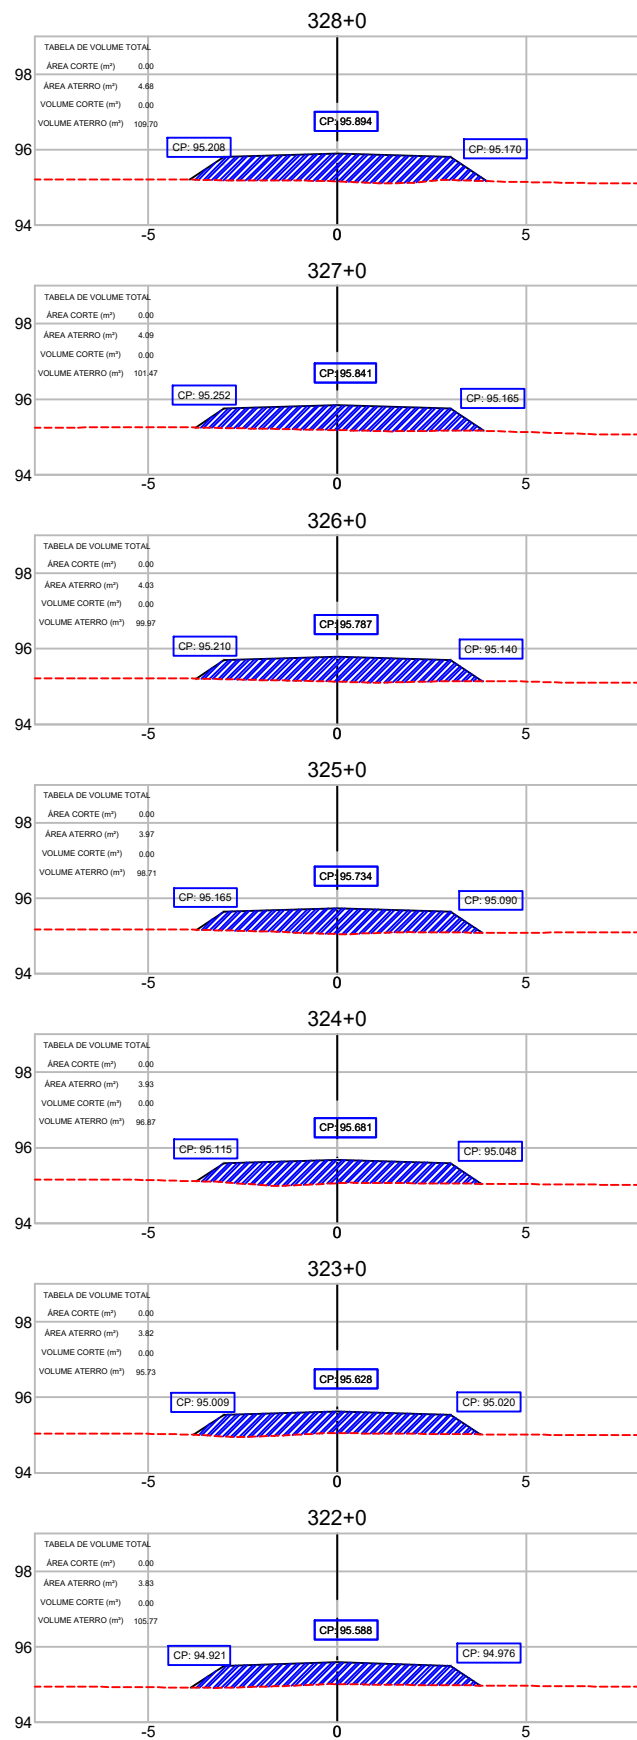 328+0
TABELA DE VOLUME TOTAL
ÁREA CORTE (m²) 0.00
ÁREA ATERRO (m²) 4.68
VOLUME CORTE (m³) 0.00
VOLUME ATERRO (m³) 109.70
98
96
94
CP: 95.208
CP: 95.894
CP: 95.170
-5 0 5
327+0
TABELA DE VOLUME TOTAL
ÁREA CORTE (m²) 0.00
ÁREA ATERRO (m²) 4.09
VOLUME CORTE (m³) 0.00
VOLUME ATERRO (m³) 101.47
98
96
94
CP: 95.252
CP: 95.841
CP: 95.165
-5 0 5
326+0
TABELA DE VOLUME TOTAL
ÁREA CORTE (m²) 0.00
ÁREA ATERRO (m²) 4.03
VOLUME CORTE (m³) 0.00
VOLUME ATERRO (m³) 99.97
98
96
94
CP: 95.210
CP: 95.787
CP: 95.140
-5 0 5
325+0
TABELA DE VOLUME TOTAL
ÁREA CORTE (m²) 0.00
ÁREA ATERRO (m²) 3.97
VOLUME CORTE (m³) 0.00
VOLUME ATERRO (m³) 98.71
98
96
94
CP: 95.165
CP: 95.734
CP: 95.090
-5 0 5
324+0
TABELA DE VOLUME TOTAL
ÁREA CORTE (m²) 0.00
ÁREA ATERRO (m²) 3.93
VOLUME CORTE (m³) 0.00
VOLUME ATERRO (m³) 96.87
98
96
94
CP: 95.115
CP: 95.681
CP: 95.048
-5 0 5
323+0
TABELA DE VOLUME TOTAL
ÁREA CORTE (m²) 0.00
ÁREA ATERRO (m²) 3.82
VOLUME CORTE (m³) 0.00
VOLUME ATERRO (m³) 95.73
98
96
94
CP: 95.009
CP: 95.628
CP: 95.020
-5 0 5
322+0
TABELA DE VOLUME TOTAL
ÁREA CORTE (m²) 0.00
ÁREA ATERRO (m²) 3.83
VOLUME CORTE (m³) 0.00
VOLUME ATERRO (m³) 105.77
98
96
94
CP: 94.921
CP: 95.588
CP: 94.976
-5 0 5